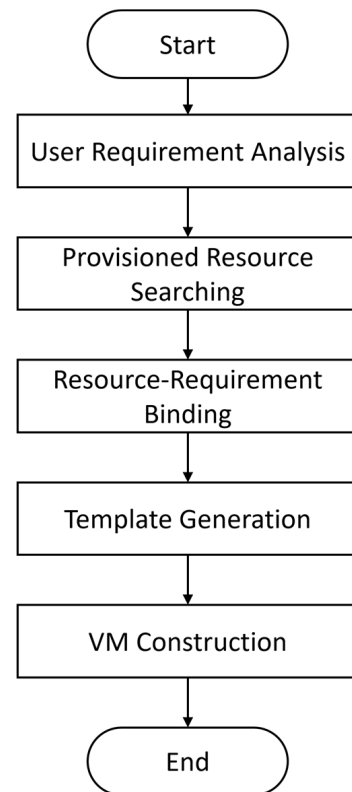 Start
User Requirement Analysis
Provisioned Resource
Searching
Resource-Requirement
Binding
Template Generation
VM Construction
End